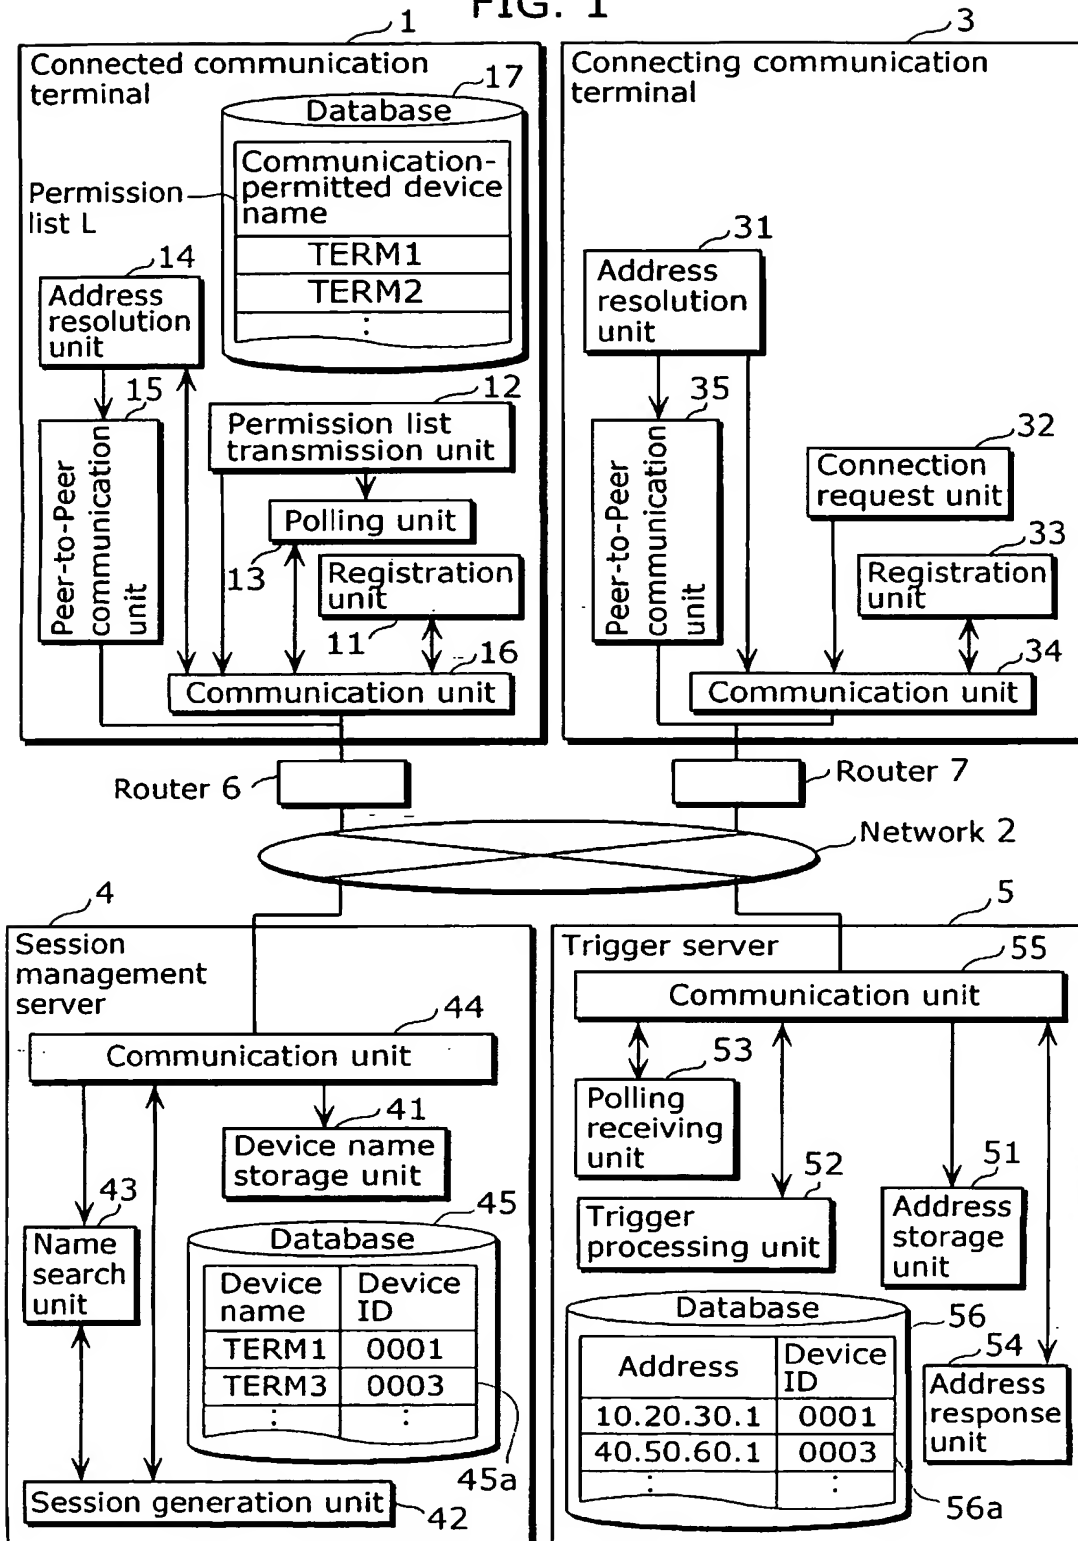 FIG. 1
1
Connected communication
terminal
17
Database
Communication-
permitted device
name
TERM1
TERM2
:
Permission
list L
14
Address
resolution
unit
15
Peer-to-Peer
communication
unit
12
Permission list
transmission unit
Polling unit
13
Registration
unit
11
16
Communication unit
3
Connecting communication
terminal
31
Address
resolution
unit
35
Peer-to-Peer
communication
unit
32
Connection
request unit
33
Registration
unit
34
Communication unit
Router 6
Router 7
Network 2
4
Session
management
server
44
Communication unit
41
Device name
storage unit
43
Name
search
unit
45
Database
Device
name
Device
ID
TERM1 0001
TERM3 0003
: :
45a
Session generation unit
42
5
Trigger server
55
Communication unit
53
Polling
receiving
unit
52
Trigger
processing unit
51
Address
storage
unit
Database
56
Address
Device
ID
10.20.30.1 0001
40.50.60.1 0003
: :
56a
54
Address
response
unit